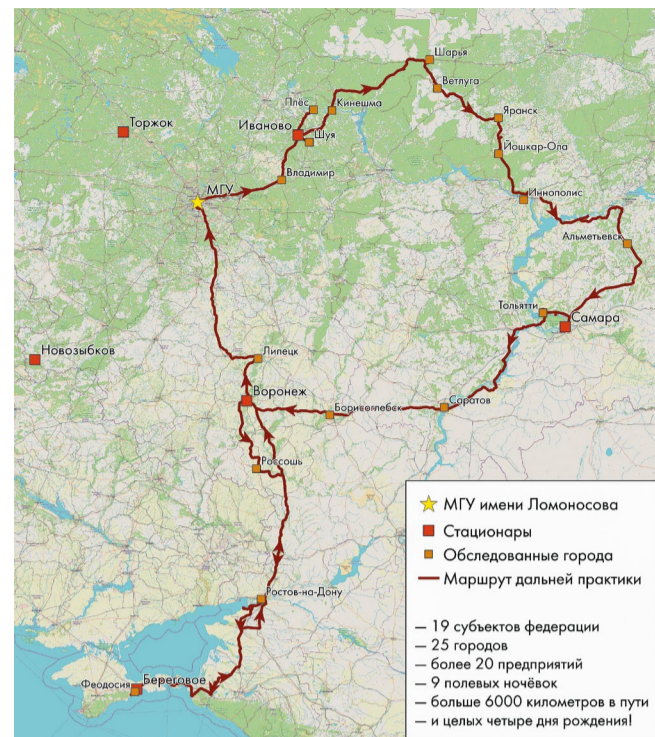 Шарья
Ветлуга
Плёс
Кинешма
Яранск
Торжок
Иваново
Шуя
Йошкар-Ола
Владимир
МГУ
Иннополис
Альметьевск
Тольятти
Самара
Новозыбков
Липецк
Воронеж
Борисоглебск
Саратов
Россошь
Ростов-на-Дону
Феодосия
Береговое
МГУ имени Ломоносова
Стационары
Обследованные города
Маршрут дальней практики
— 19 субъектов федерации
— 25 городов
— более 20 предприятий
— 9 полевых ночёвок
— больше 6000 километров в пути
— и целых четыре дня рождения!